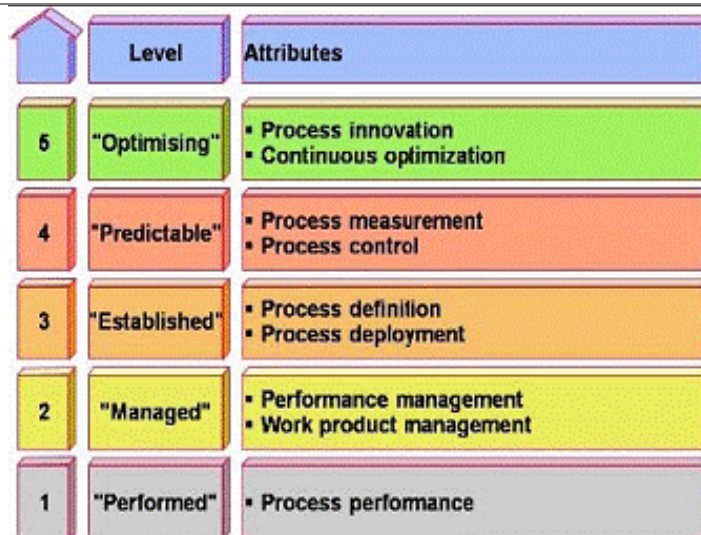 Level Attributes
5 "Optimising" ▪ Process innovation
▪ Continuous optimization
4 "Predictable" ▪ Process measurement
▪ Process control
3 "Established" ▪ Process definition
▪ Process deployment
2 "Managed" ▪ Performance management
▪ Work product management
1 "Performed" ▪ Process performance